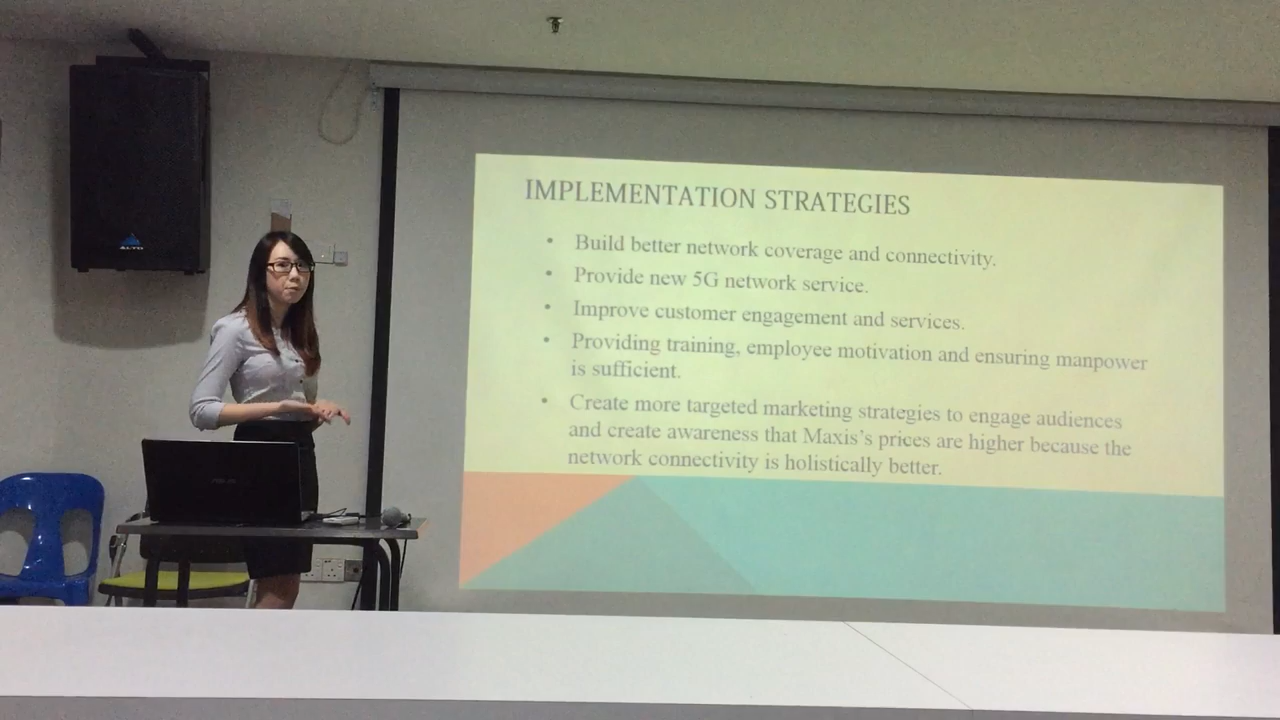 IMPLEMENTATION STRATEGIES
• Build better network coverage and connectivity.
• Provide new 5G network service.
• Improve customer engagement and services.
• Providing training, employee motivation and ensuring manpower
is sufficient.
• Create more targeted marketing strategies to engage audiences
and create awareness that Maxis's prices are higher because the
network connectivity is holistically better.
ALTO
ASUS